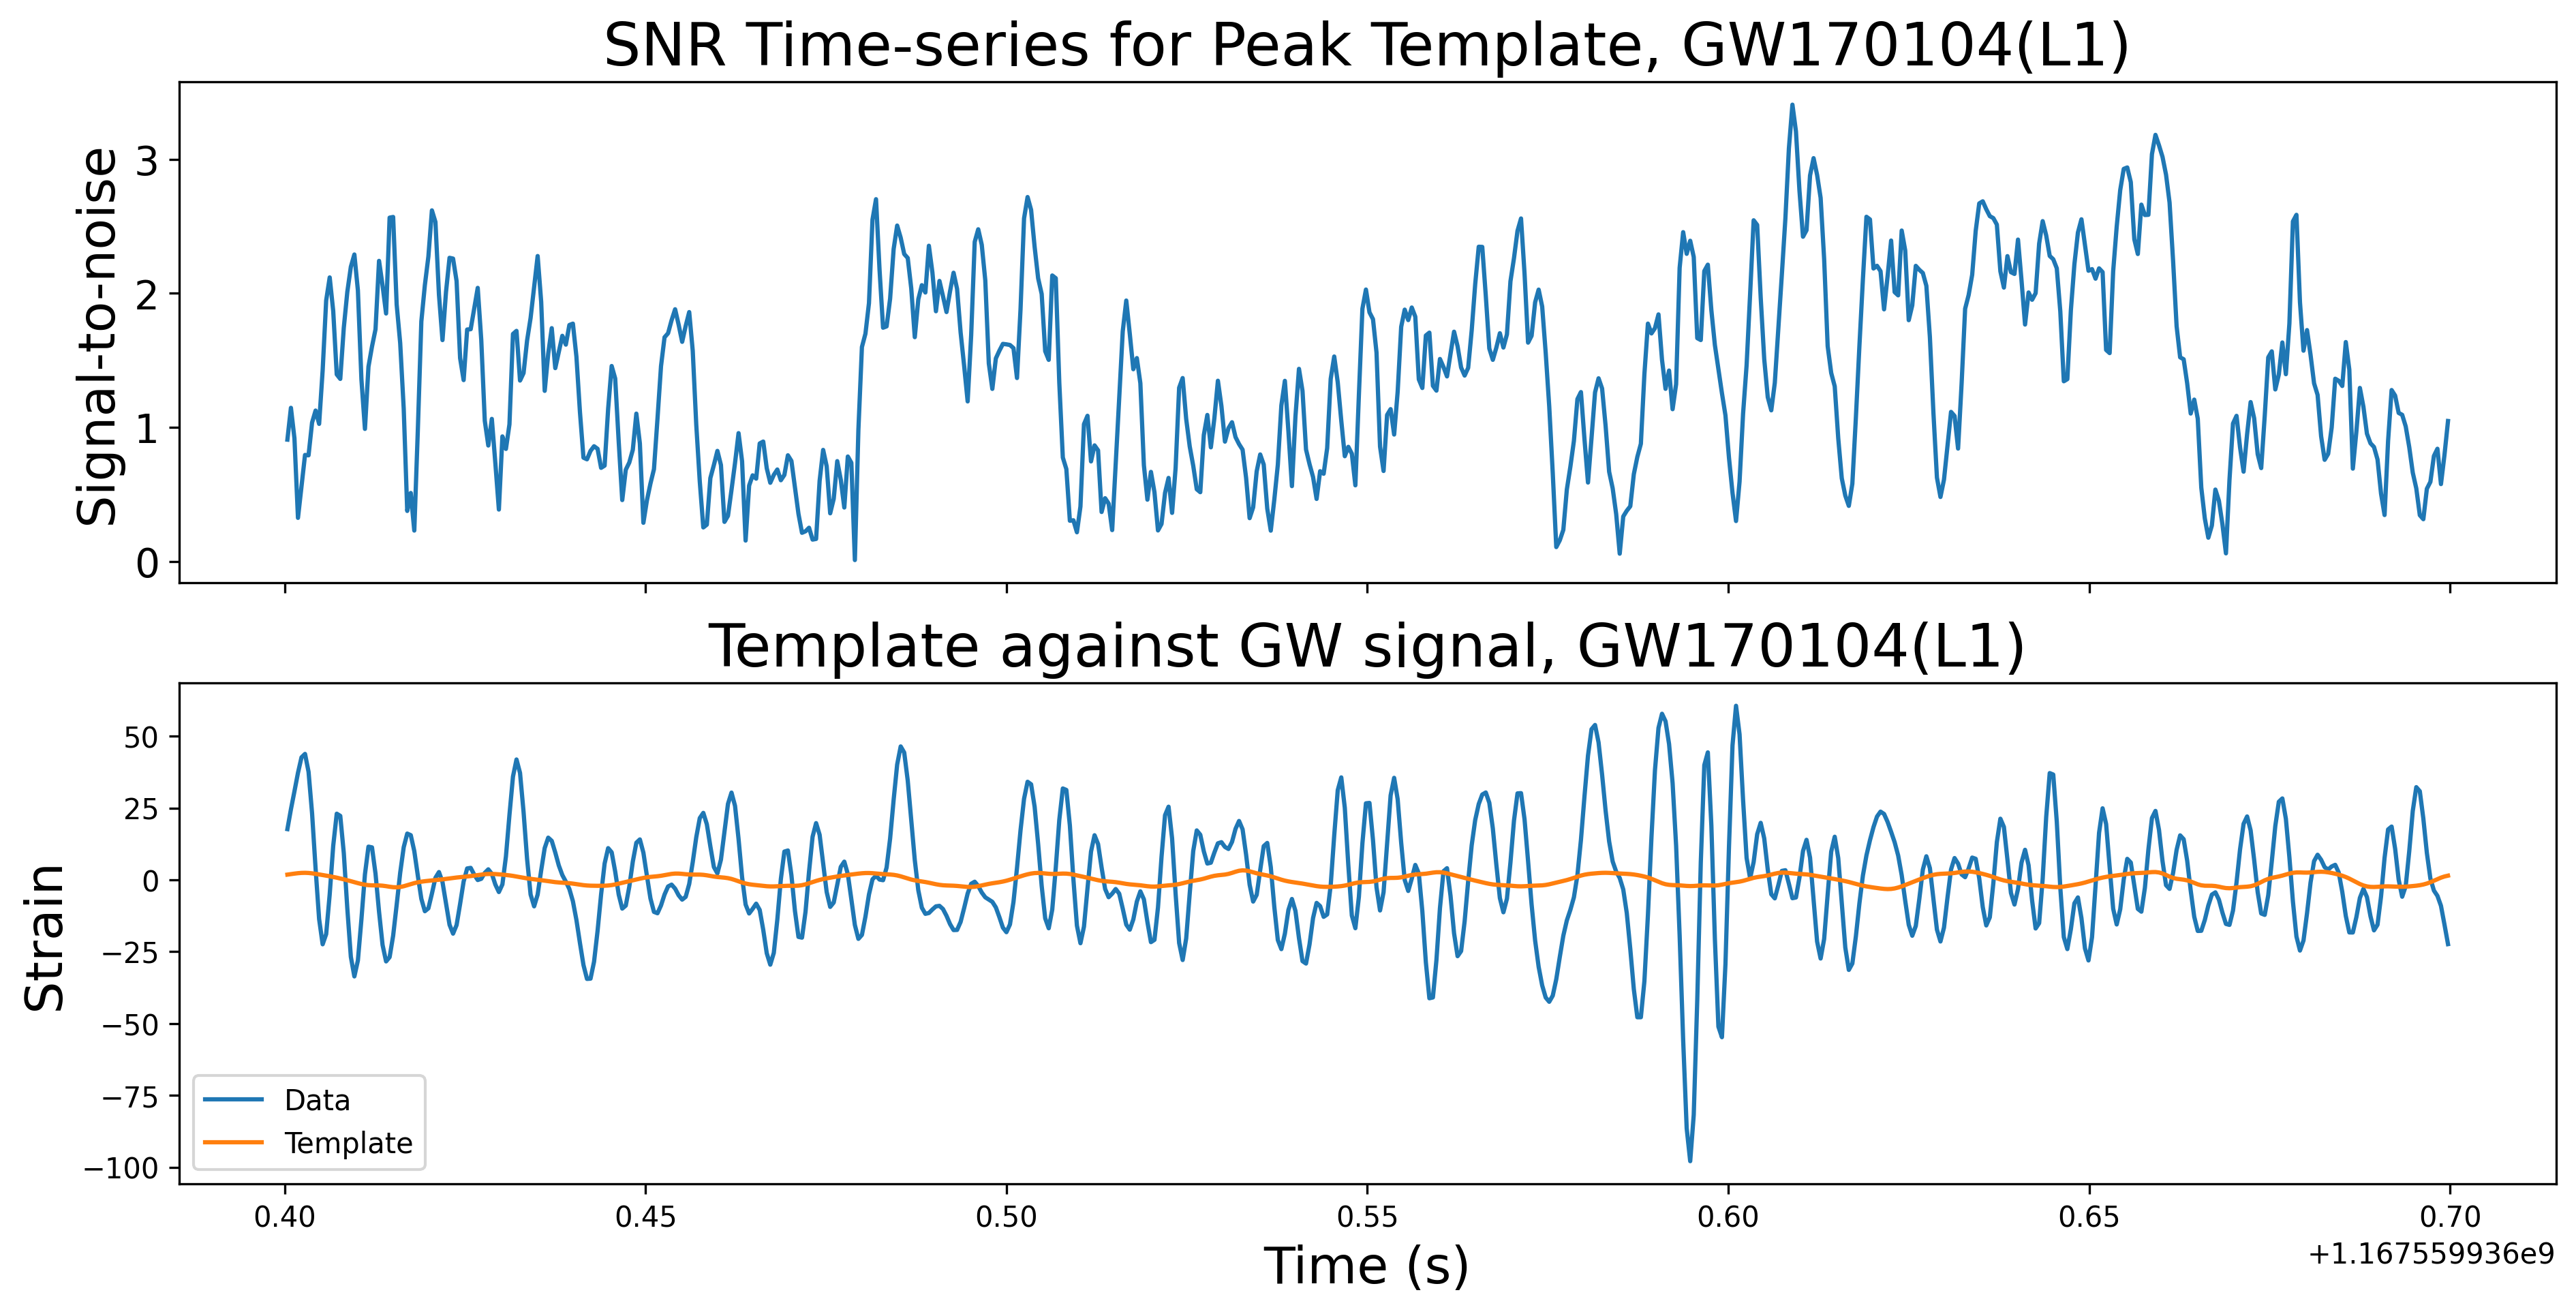 SNR Time-series for Peak Template, GW170104(L1)
Signal-to-noise
3
2
1
0
Template against GW signal, GW170104(L1)
Strain
50
25
0
−25
−50
−75
−100
Data
Template
0.40 0.45 0.50 0.55 0.60 0.65 0.70
+1.167559936e9
Time (s)